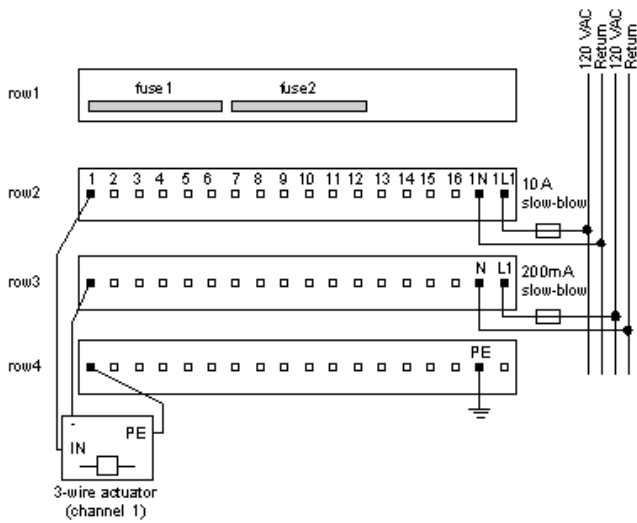 120 VAC
Return
120 VAC
Return
row1
fuse1 fuse2
row2
1 2 3 4 5 6 7 8 9 10 11 12 13 14 15 16 1N 1L1
10A
slow-blow
row3
N L1
200mA
slow-blow
row4
PE
-
PE
IN
3-wire actuator
(channel 1)